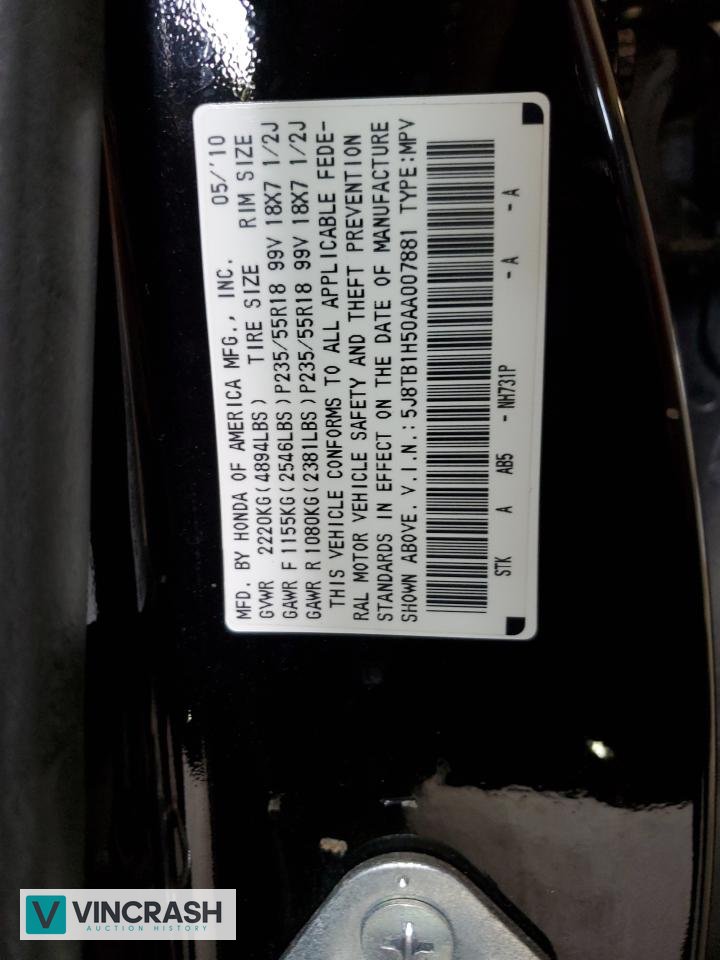 MFD. BY HONDA OF AMERICA MFG., INC. 05/'10
GVWR 2220KG(4894LBS) TIRE SIZE RIM SIZE
GAWR F 1155KG(2546LBS)P235/55R18 99V 18X7 1/2J
GAWR R 1080KG(2381LBS)P235/55R18 99V 18X7 1/2J
THIS VEHICLE CONFORMS TO ALL APPLICABLE FEDE-
RAL MOTOR VEHICLE SAFETY AND THEFT PREVENTION
STANDARDS IN EFFECT ON THE DATE OF MANUFACTURE
SHOWN ABOVE. V.I.N.:5J8TB1H50AA007881 TYPE:MPV
STK A AB5 - NH731P - A - A
V VINCRASH
AUCTION HISTORY